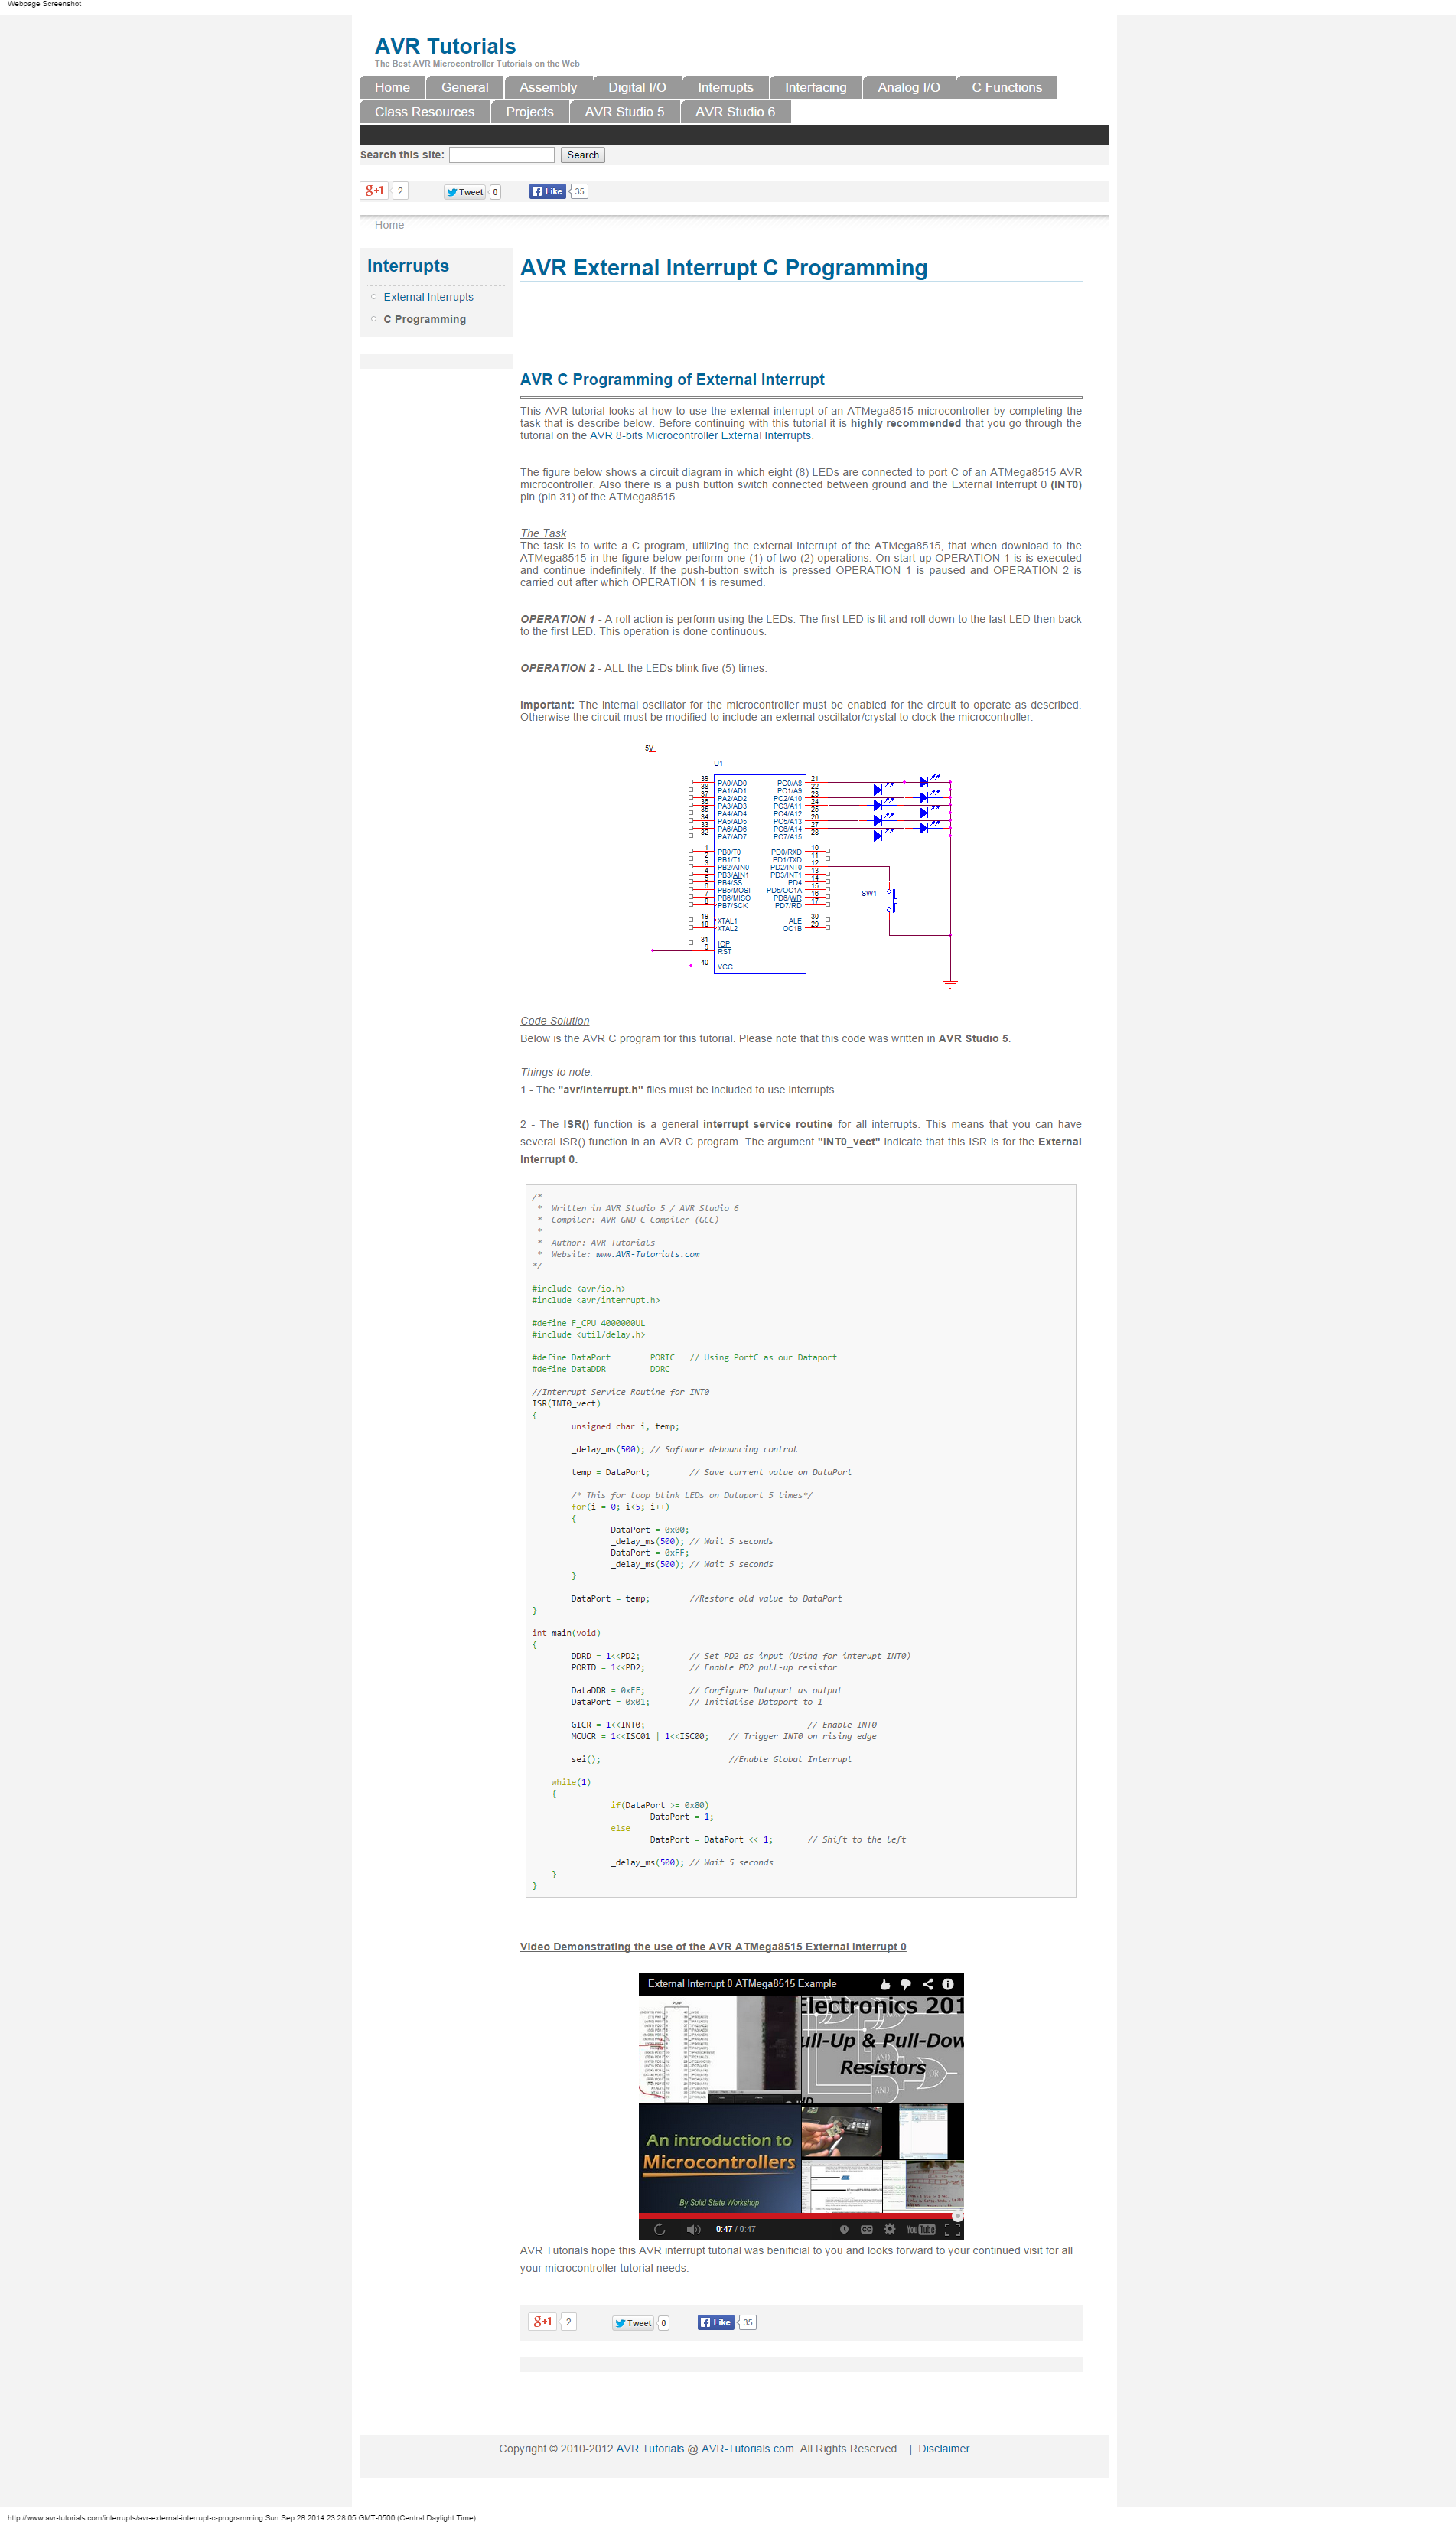 Webpage Screenshot
AVR Tutorials
The Best AVR Microcontroller Tutorials on the Web
Home General Assembly Digital I/O Interrupts Interfacing Analog I/O C Functions
Class Resources Projects AVR Studio 5 AVR Studio 6
Search this site: Search
g+1 2 Tweet 0 Like 35
Home
Interrupts
External Interrupts
C Programming
AVR External Interrupt C Programming
AVR C Programming of External Interrupt
This AVR tutorial looks at how to use the external interrupt of an ATMega8515 microcontroller by completing the
task that is describe below. Before continuing with this tutorial it is highly recommended that you go through the
tutorial on the AVR 8-bits Microcontroller External Interrupts.
The figure below shows a circuit diagram in which eight (8) LEDs are connected to port C of an ATMega8515 AVR
microcontroller. Also there is a push button switch connected between ground and the External Interrupt 0 (INT0)
pin (pin 31) of the ATMega8515.
The Task
The task is to write a C program, utilizing the external interrupt of the ATMega8515, that when download to the
ATMega8515 in the figure below perform one (1) of two (2) operations. On start-up OPERATION 1 is is executed
and continue indefinitely. If the push-button switch is pressed OPERATION 1 is paused and OPERATION 2 is
carried out after which OPERATION 1 is resumed.
OPERATION 1 - A roll action is perform using the LEDs. The first LED is lit and roll down to the last LED then back
to the first LED. This operation is done continuous.
OPERATION 2 - ALL the LEDs blink five (5) times.
Important: The internal oscillator for the microcontroller must be enabled for the circuit to operate as described.
Otherwise the circuit must be modified to include an external oscillator/crystal to clock the microcontroller.
5V
U1
39 PA0/AD0 PC0/A8 21
38 PA1/AD1 PC1/A9 22
37 PA2/AD2 PC2/A10 23
36 PA3/AD3 PC3/A11 24
35 PA4/AD4 PC4/A12 25
34 PA5/AD5 PC5/A13 26
33 PA6/AD6 PC6/A14 27
32 PA7/AD7 PC7/A15 28
1 PB0/T0 PD0/RXD 10
2 PB1/T1 PD1/TXD 11
3 PB2/AIN0 PD2/INT0 12
4 PB3/AIN1 PD3/INT1 13
5 PB4/SS PD4 14
6 PB5/MOSI PD5/OC1A 15
7 PB6/MISO PD6/WR 16
8 PB7/SCK PD7/RD 17
SW1
19 XTAL1 ALE 30
18 XTAL2 OC1B 29
31 ICP
9 RST
40 VCC
Code Solution
Below is the AVR C program for this tutorial. Please note that this code was written in AVR Studio 5.
Things to note:
1 - The "avr/interrupt.h" files must be included to use interrupts.
2 - The ISR() function is a general interrupt service routine for all interrupts. This means that you can have
several ISR() function in an AVR C program. The argument "INT0_vect" indicate that this ISR is for the External
Interrupt 0.
/*
 * Written in AVR Studio 5 / AVR Studio 6
 * Compiler: AVR GNU C Compiler (GCC)
 *
 * Author: AVR Tutorials
 * Website: www.AVR-Tutorials.com
*/
#include <avr/io.h>
#include <avr/interrupt.h>
#define F_CPU 4000000UL
#include <util/delay.h>
#define DataPort PORTC // Using PortC as our Dataport
#define DataDDR DDRC
//Interrupt Service Routine for INT0
ISR(INT0_vect)
{
unsigned char i, temp;
_delay_ms(500); // Software debouncing control
temp = DataPort; // Save current value on DataPort
/* This for loop blink LEDs on Dataport 5 times*/
for(i = 0; i<5; i++)
{
DataPort = 0x00;
_delay_ms(500); // Wait 5 seconds
DataPort = 0xFF;
_delay_ms(500); // Wait 5 seconds
}
DataPort = temp; //Restore old value to DataPort
}
int main(void)
{
DDRD = 1<<PD2; // Set PD2 as input (Using for interupt INT0)
PORTD = 1<<PD2; // Enable PD2 pull-up resistor
DataDDR = 0xFF; // Configure Dataport as output
DataPort = 0x01; // Initialise Dataport to 1
GICR = 1<<INT0; // Enable INT0
MCUCR = 1<<ISC01 | 1<<ISC00; // Trigger INT0 on rising edge
sei(); //Enable Global Interrupt
while(1)
{
if(DataPort >= 0x80)
DataPort = 1;
else
DataPort = DataPort << 1; // Shift to the left
_delay_ms(500); // Wait 5 seconds
}
}
Video Demonstrating the use of the AVR ATMega8515 External Interrupt 0
External Interrupt 0 ATMega8515 Example
Electronics 201
ull-Up & Pull-Dow
Resistors
AND
OR
AND
An introduction to
Microcontrollers
By Solid State Workshop
0:47 / 0:47 CC YouTube
AVR Tutorials hope this AVR interrupt tutorial was benificial to you and looks forward to your continued visit for all
your microcontroller tutorial needs.
g+1 2 Tweet 0 Like 35
Copyright © 2010-2012 AVR Tutorials @ AVR-Tutorials.com. All Rights Reserved. | Disclaimer
http://www.avr-tutorials.com/interrupts/avr-external-interrupt-c-programming Sun Sep 28 2014 23:28:05 GMT-0500 (Central Daylight Time)